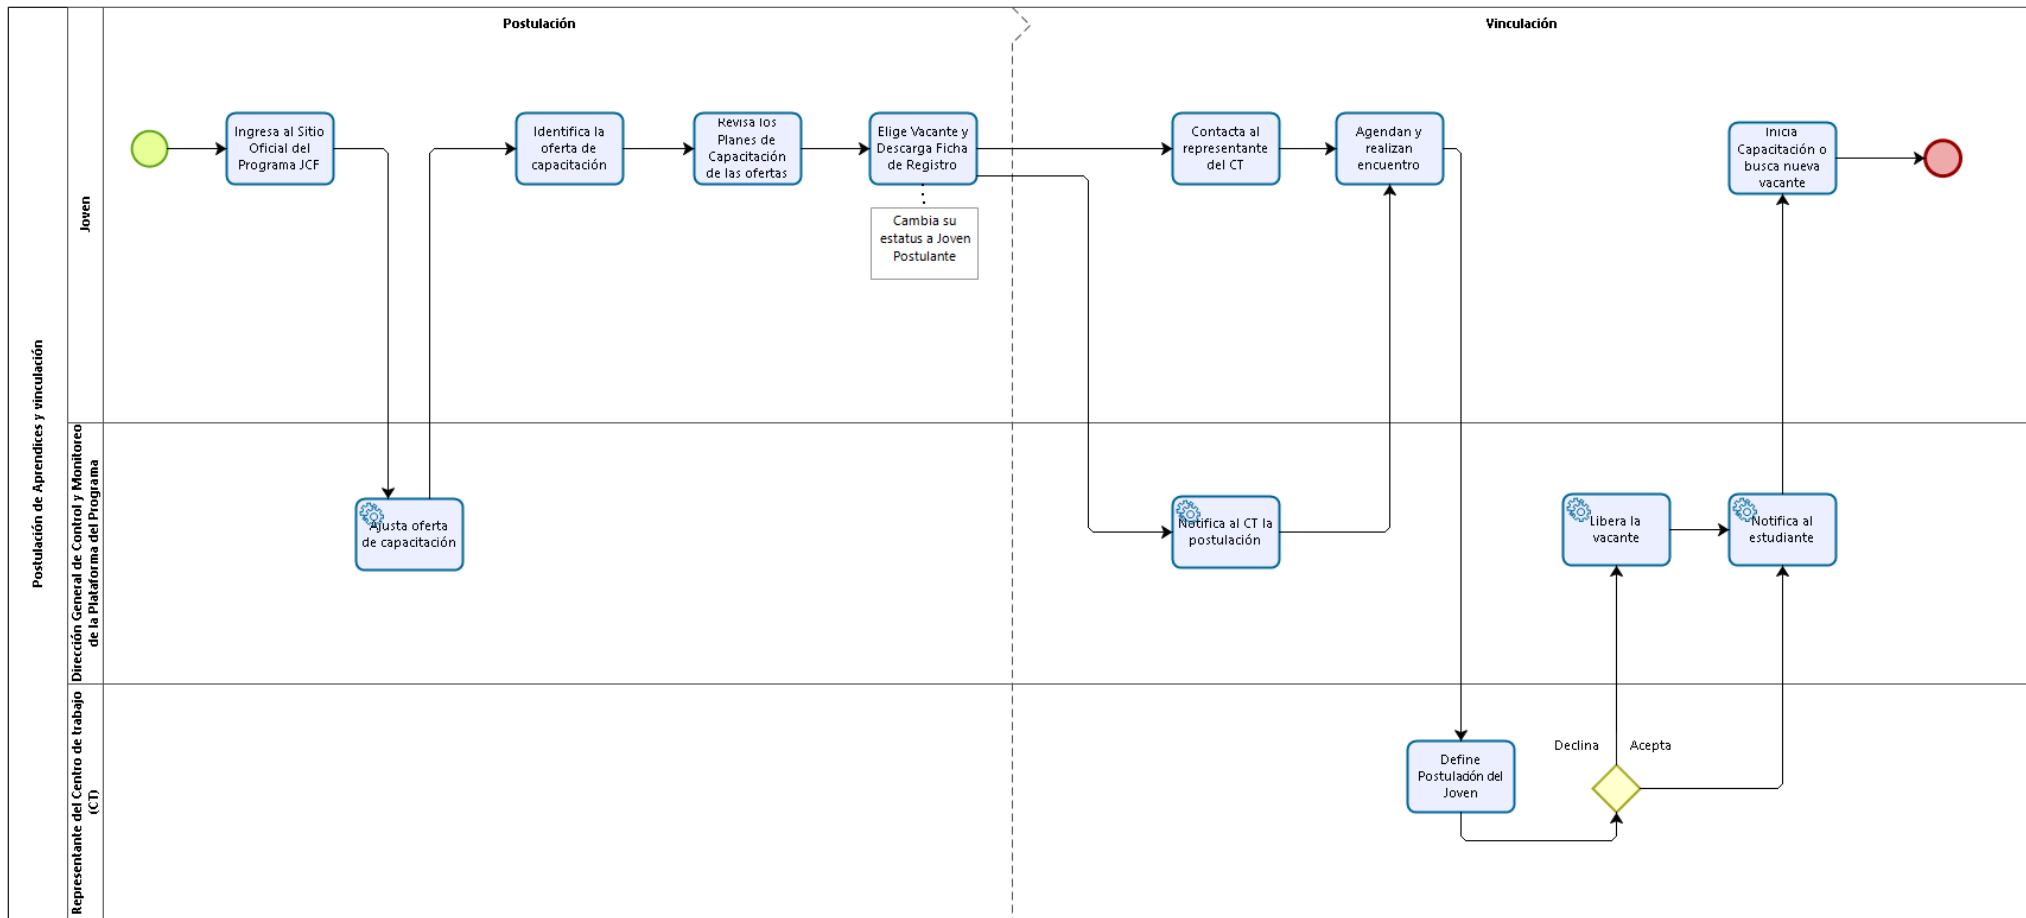 Postulación
Vinculación
Postulación de Aprendices y vinculación
Joven
Ingresa al Sitio
Oficial del
Programa JCF
Identifica la
oferta de
capacitación
Revisa los
Planes de
Capacitación
de las ofertas
Elige Vacante y
Descarga Ficha
de Registro
Cambia su
estatus a Joven
Postulante
Contacta al
representante
del CT
Agendan y
realizan
encuentro
Inicia
Capacitación o
busca nueva
vacante
Dirección General de Control y Monitoreo
de la Plataforma del Programa
Ajusta oferta
de capacitación
Notifica al CT la
postulación
Libera la
vacante
Notifica al
estudiante
Representante del Centro de trabajo
(CT)
Define
Postulación del
Joven
Declina
Acepta